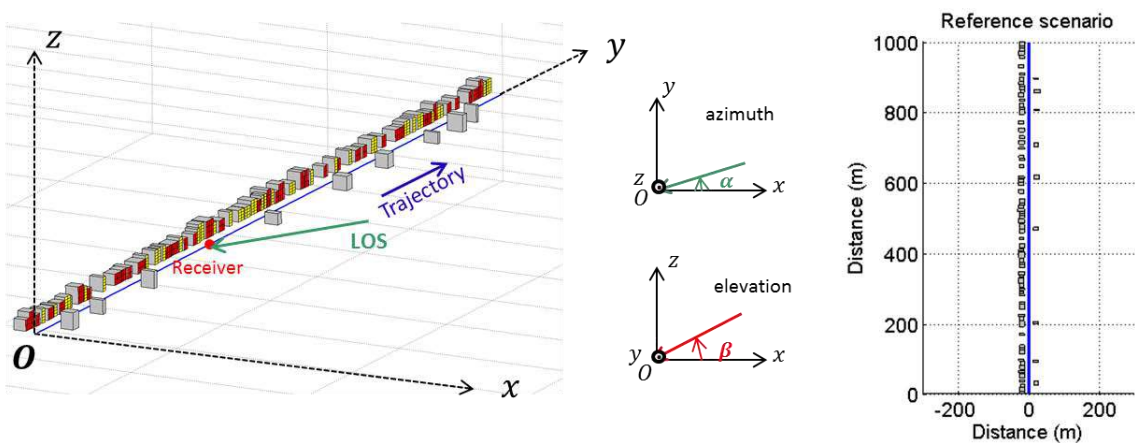 z
y
Trajectory
LOS
Receiver
O
x
y
azimuth
z
α
O
x
z
elevation
y
β
O
x
Reference scenario
1000
800
600
400
200
0
Distance (m)
-200
0
200
Distance (m)